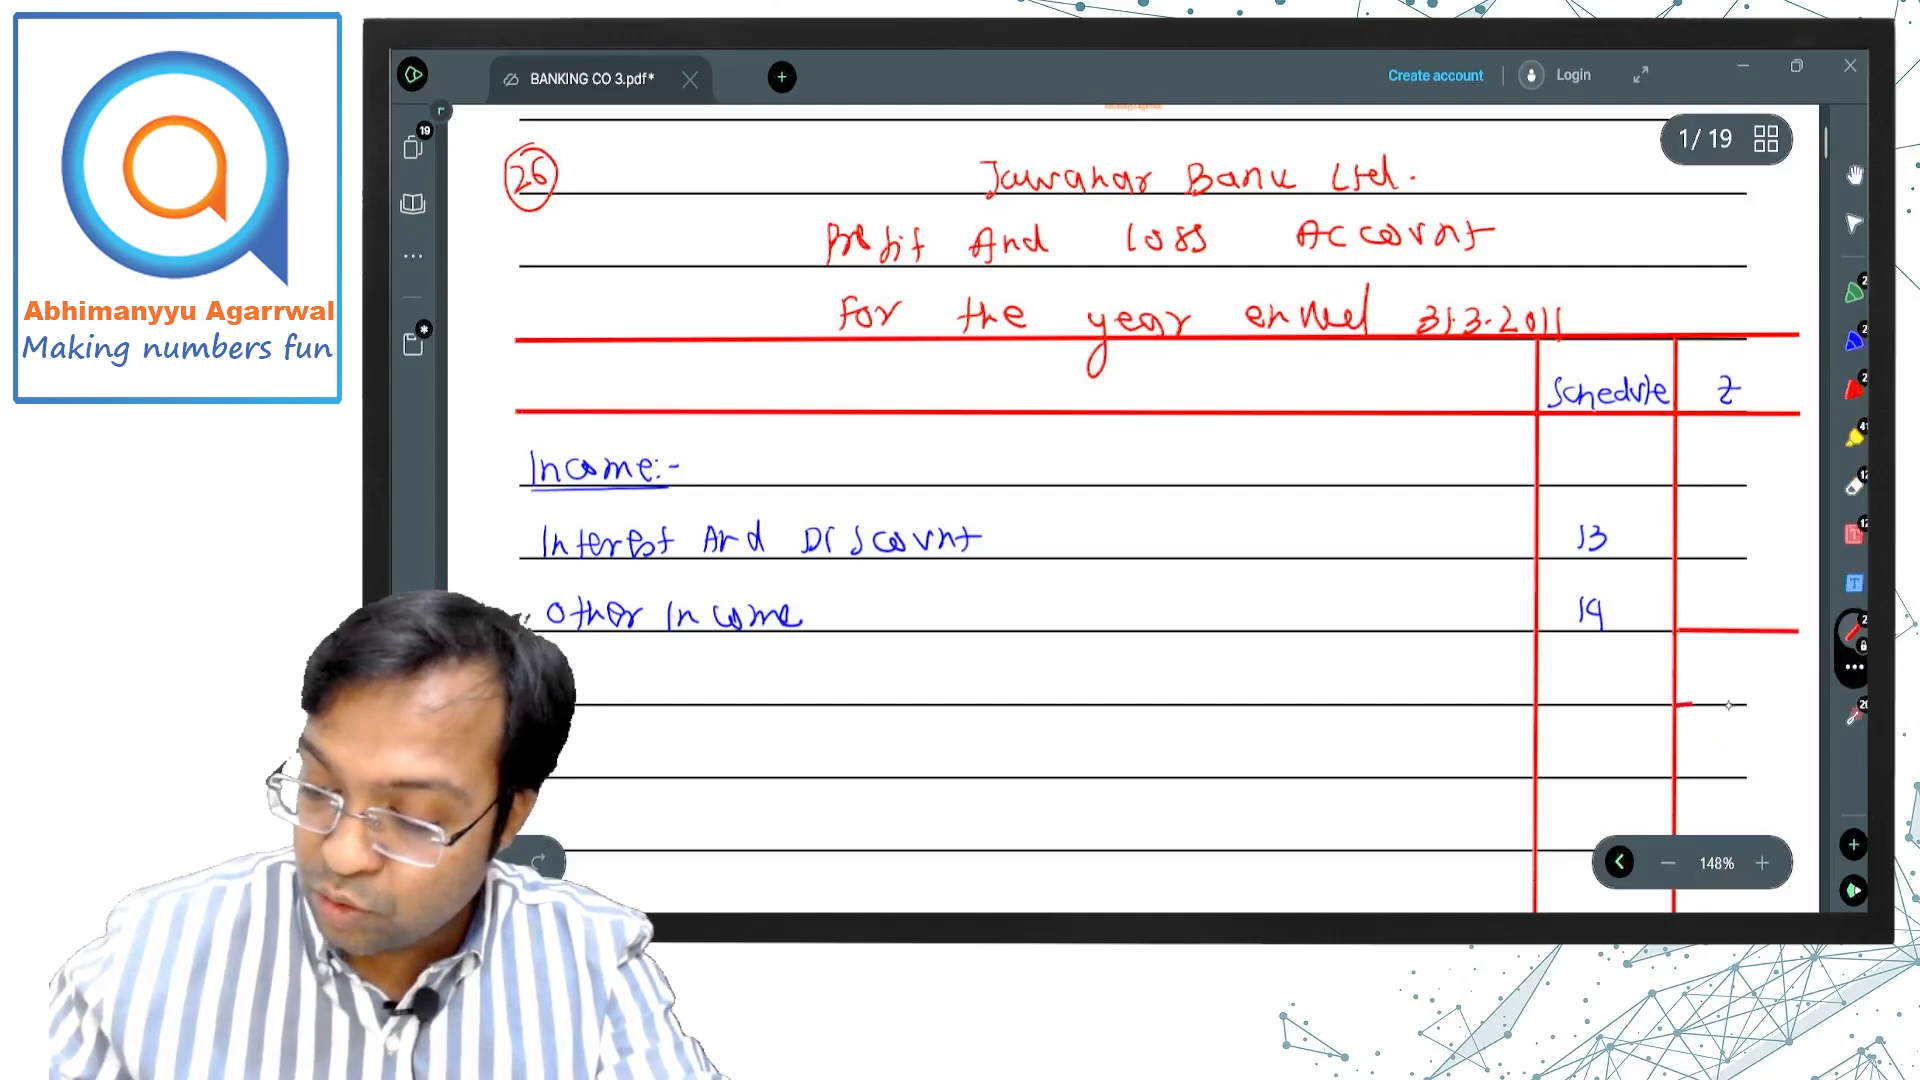 Abhimanyyu Agarrwal
Making numbers fun
BANKING CO 3.pdf*
Create account
Login
19
1/ 19
26
Jawahar Bank Ltd.
Profit And Loss Account
For the year ended 31.3.2011
Schedule ₹
Income:-
Interest And Discount 13
Other Income 14
148%